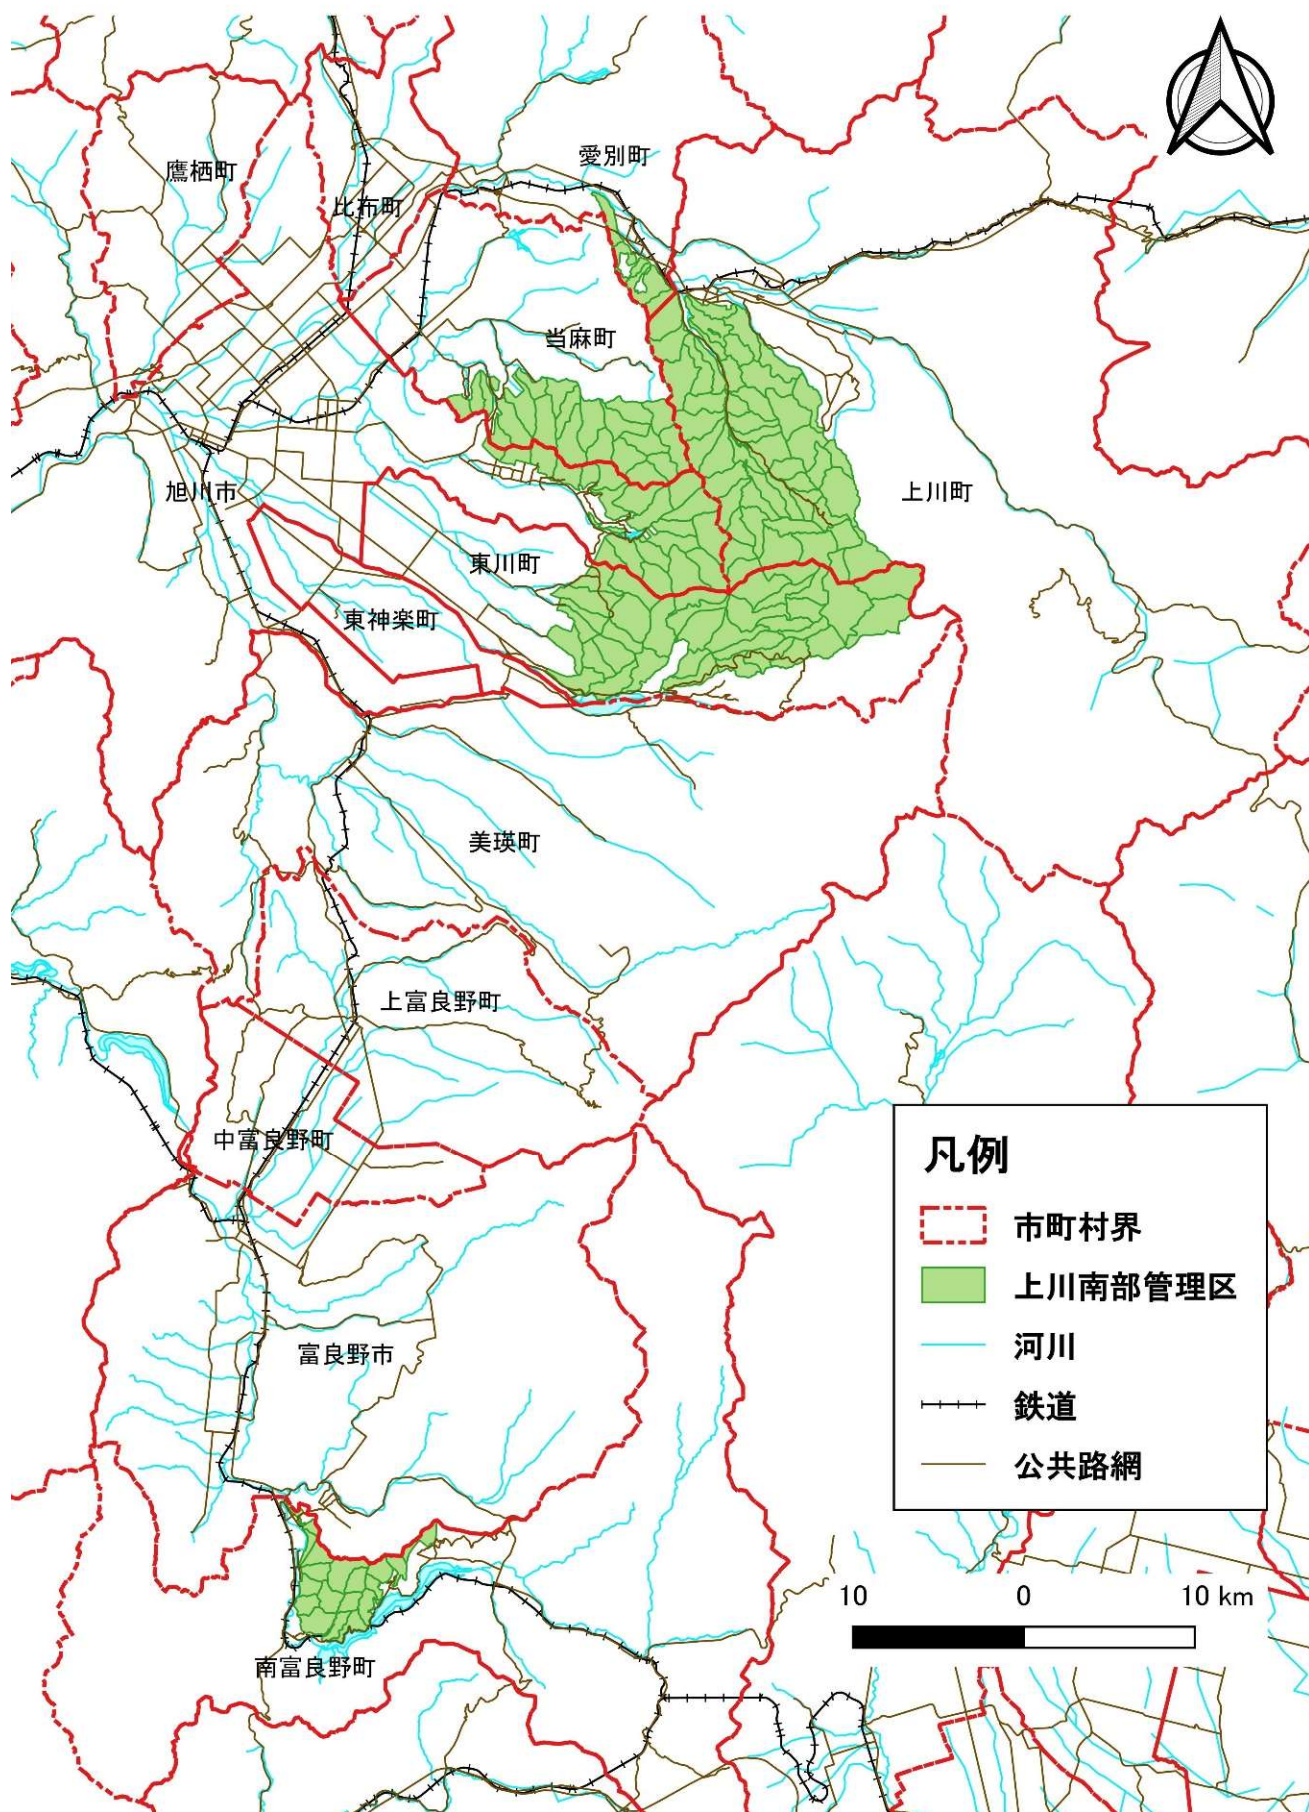 愛別町
鷹栖町
比布町
当麻町
旭川市
上川町
東川町
東神楽町
美瑛町
上富良野町
中富良野町
富良野市
南富良野町
凡例
市町村界
上川南部管理区
河川
鉄道
公共路網
10 0 10 km